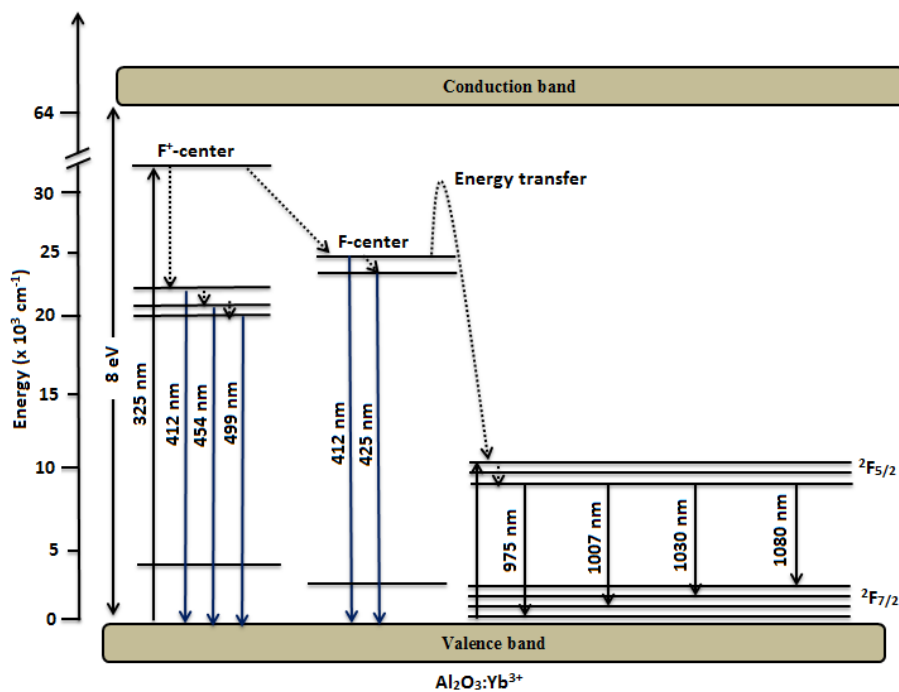 Conduction band
64
F⁺-center
30
Energy transfer
25
F-center
20
Energy (x 10³ cm⁻¹)
8 eV
325 nm
412 nm
454 nm
499 nm
412 nm
425 nm
15
10
²F₅/₂
975 nm
1007 nm
1030 nm
1080 nm
5
²F₇/₂
0
Valence band
Al₂O₃:Yb³⁺